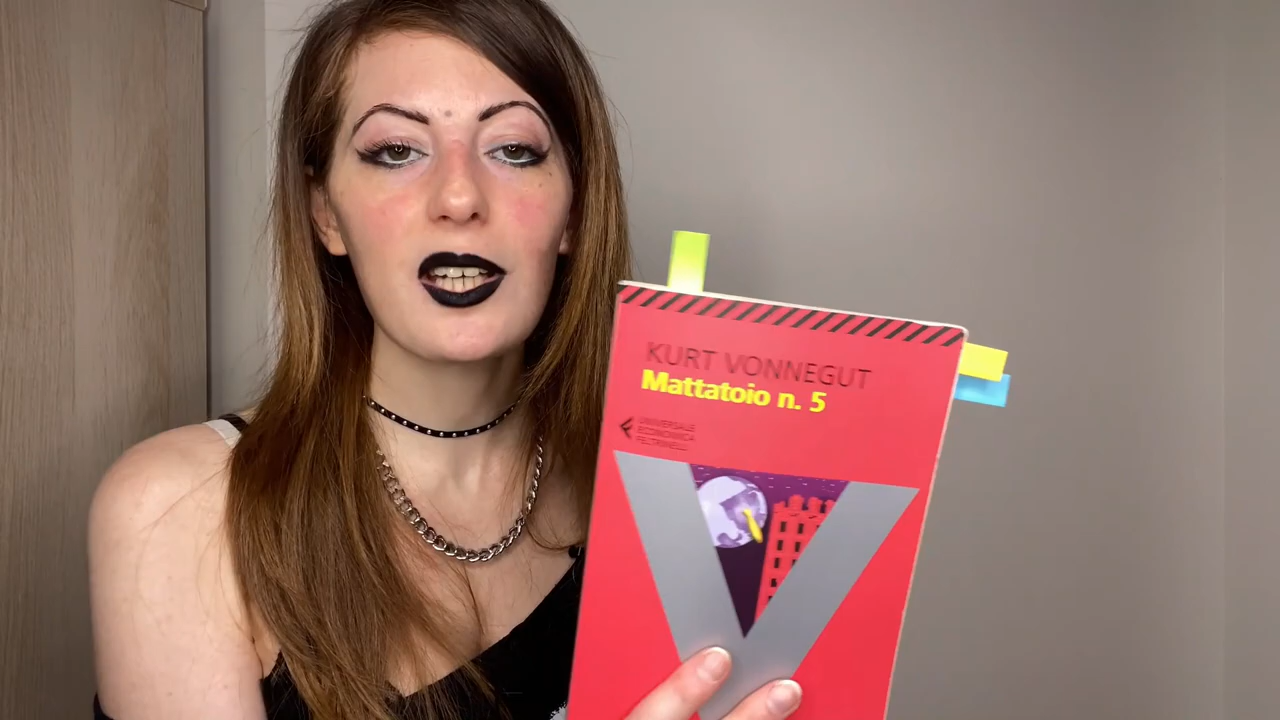 KURT VONNEGUT
Mattatoio n. 5
UNIVERSALE
ECONOMICA
FELTRINELLI
V